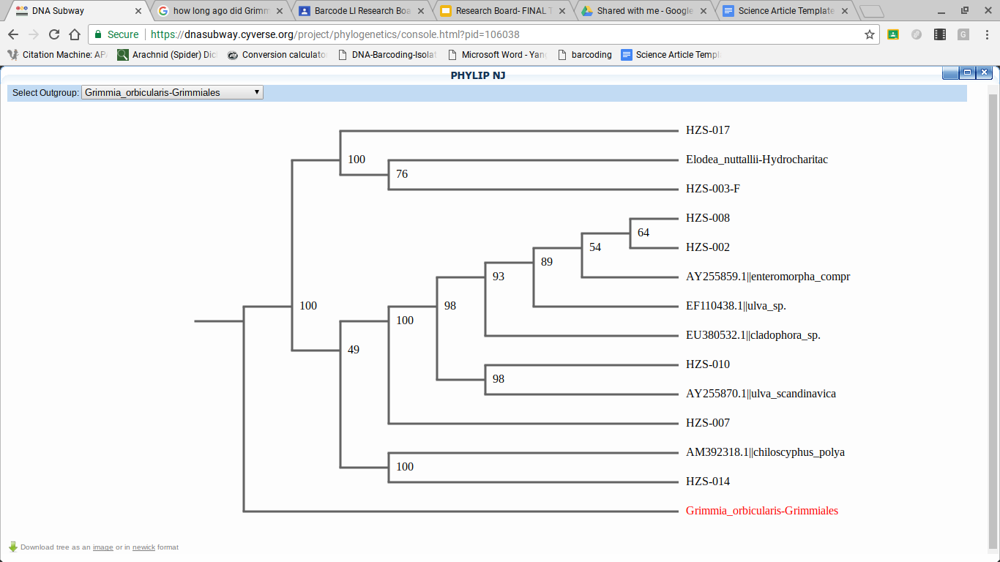 DNA Subway
how long ago did Grimm
Barcode LI Research Boa
Research Board- FINAL T
Shared with me - Google
Science Article Template
Secure
https://dnasubway.cyverse.org/project/phylogenetics/console.html?pid=106038
Citation Machine: AP
Arachnid (Spider) Dic
Conversion calculato
DNA-Barcoding-Isolat
Microsoft Word - Yan
barcoding
Science Article Templ
PHYLIP NJ
Select Outgroup: Grimmia_orbicularis-Grimmiales
HZS-017
100
Elodea_nuttallii-Hydrocharitac
76
HZS-003-F
HZS-008
64
54
HZS-002
89
93
AY255859.1||enteromorpha_compr
100
98
EF110438.1||ulva_sp.
100
EU380532.1||cladophora_sp.
49
HZS-010
98
AY255870.1||ulva_scandinavica
HZS-007
AM392318.1||chiloscyphus_polya
100
HZS-014
Grimmia_orbicularis-Grimmiales
Download tree as an image or in newick format